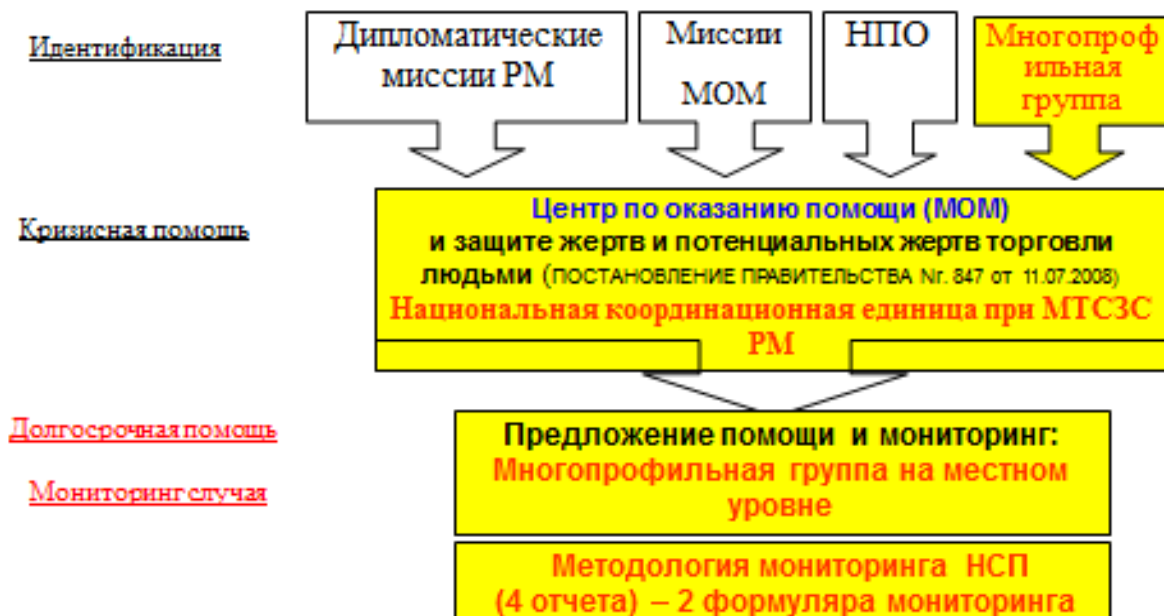 Идентификация
Дипломатические
миссии РМ
Миссии
МОМ
НПО
Многопроф
ильная
группа
Кризисная помощь
Центр по оказанию помощи (МОМ)
и защите жертв и потенциальных жертв торговли
людьми (ПОСТАНОВЛЕНИЕ ПРАВИТЕЛЬСТВА Nr. 847 от 11.07.2008)
Национальная координационная единица при МТСЗС
РМ
Долгосрочная помощь
Мониторинг случая
Предложение помощи и мониторинг:
Многопрофильная группа на местном
уровне
Методология мониторинга НСП
(4 отчета) – 2 формуляра мониторинга